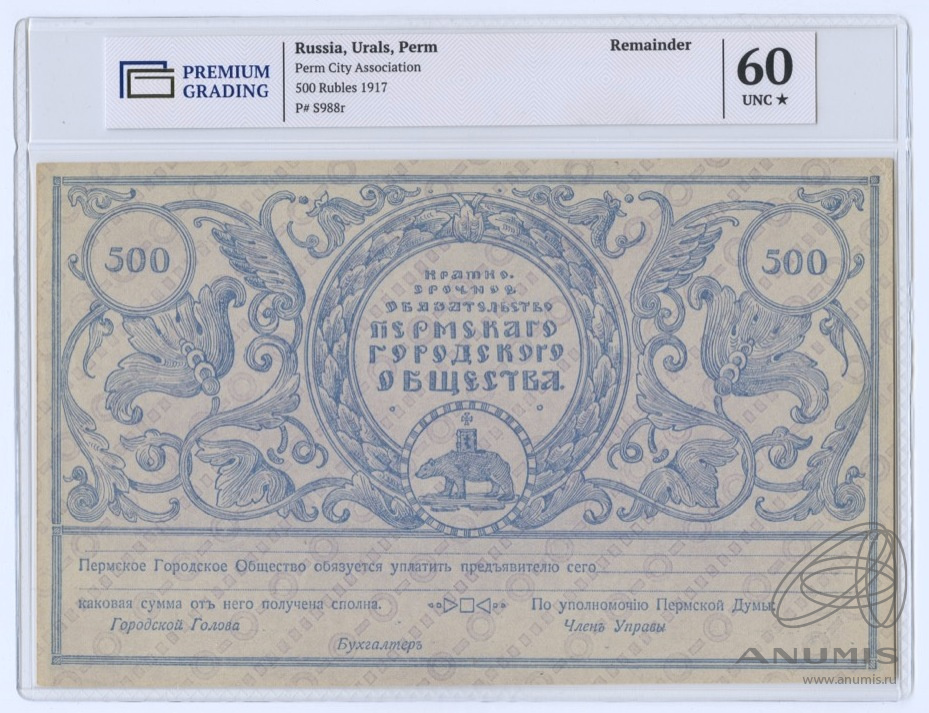 PREMIUM
GRADING
Russia, Urals, Perm
Perm City Association
500 Rubles 1917
P# S988r
Remainder
60
UNC ★
500
500
КРАТКО.
СРОЧНОЕ
ОБЯЗАТЕЛЬСТВО
ПЕРМСКАГО
ГОРОДСКОГО
ОБЩЕСТВА.
Пермское Городское Общество обязуется уплатить предъявителю сего
каковая сумма отъ него получена сполна.
По уполномочію Пермской Думы:
Городской Голова
Членъ Управы
Бухгалтеръ
ANUMIS
www.anumis.ru